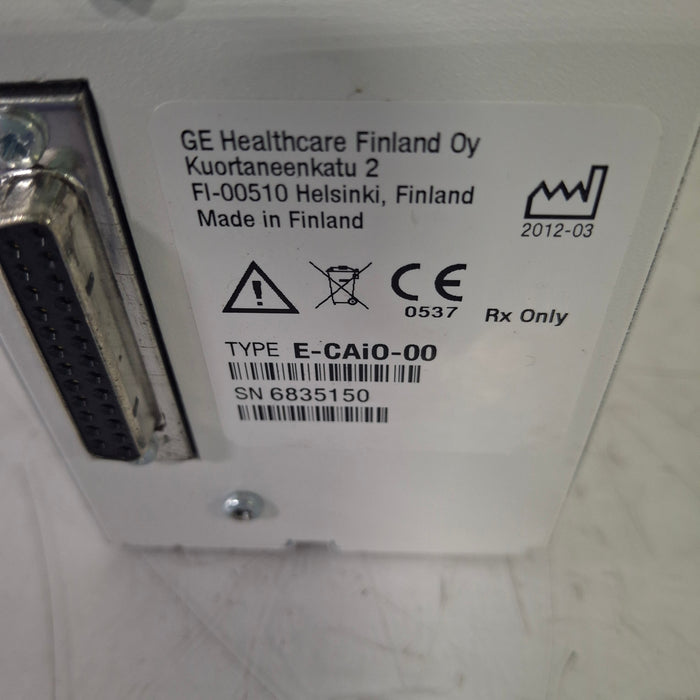 GE Healthcare Finland Oy
Kuortaneenkatu 2
FI-00510 Helsinki, Finland
Made in Finland
2012-03
CE
0537
Rx Only
TYPE E-CAiO-00
SN 6835150